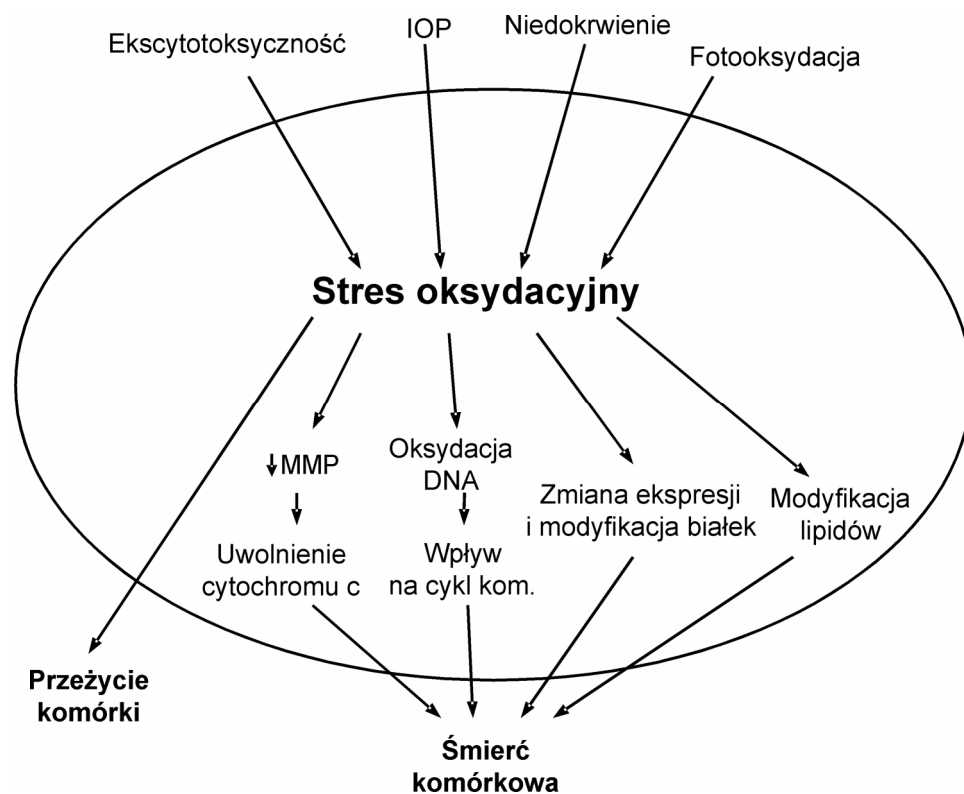 Ekscytotoksyczność
IOP
Niedokrwienie
Fotooksydacja
Stres oksydacyjny
↓MMP
Oksydacja
DNA
Zmiana ekspresji
i modyfikacja białek
Modyfikacja
lipidów
Uwolnienie
cytochromu c
Wpływ
na cykl kom.
Przeżycie
komórki
Śmierć
komórkowa